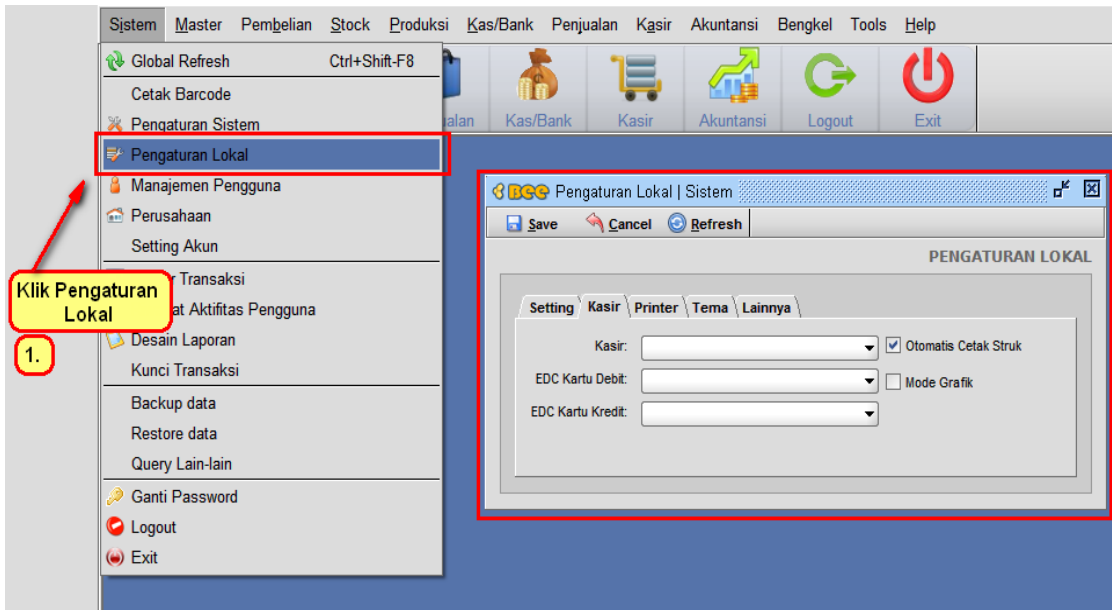 Sistem Master Pembelian Stock Produksi Kas/Bank Penjualan Kasir Akuntansi Bengkel Tools Help
Global Refresh Ctrl+Shift-F8
Cetak Barcode
Pengaturan Sistem
Kas/Bank Kasir Akuntansi Logout Exit
Pengaturan Lokal
Manajemen Pengguna
Perusahaan
Setting Akun
Transaksi
Aktifitas Pengguna
Desain Laporan
Kunci Transaksi
Backup data
Restore data
Query Lain-lain
Ganti Password
Logout
Exit
Klik Pengaturan
Lokal
1.
BEE Pengaturan Lokal | Sistem
Save Cancel Refresh
PENGATURAN LOKAL
Setting Kasir Printer Tema Lainnya
Kasir: Otomatis Cetak Struk
EDC Kartu Debit: Mode Grafik
EDC Kartu Kredit: